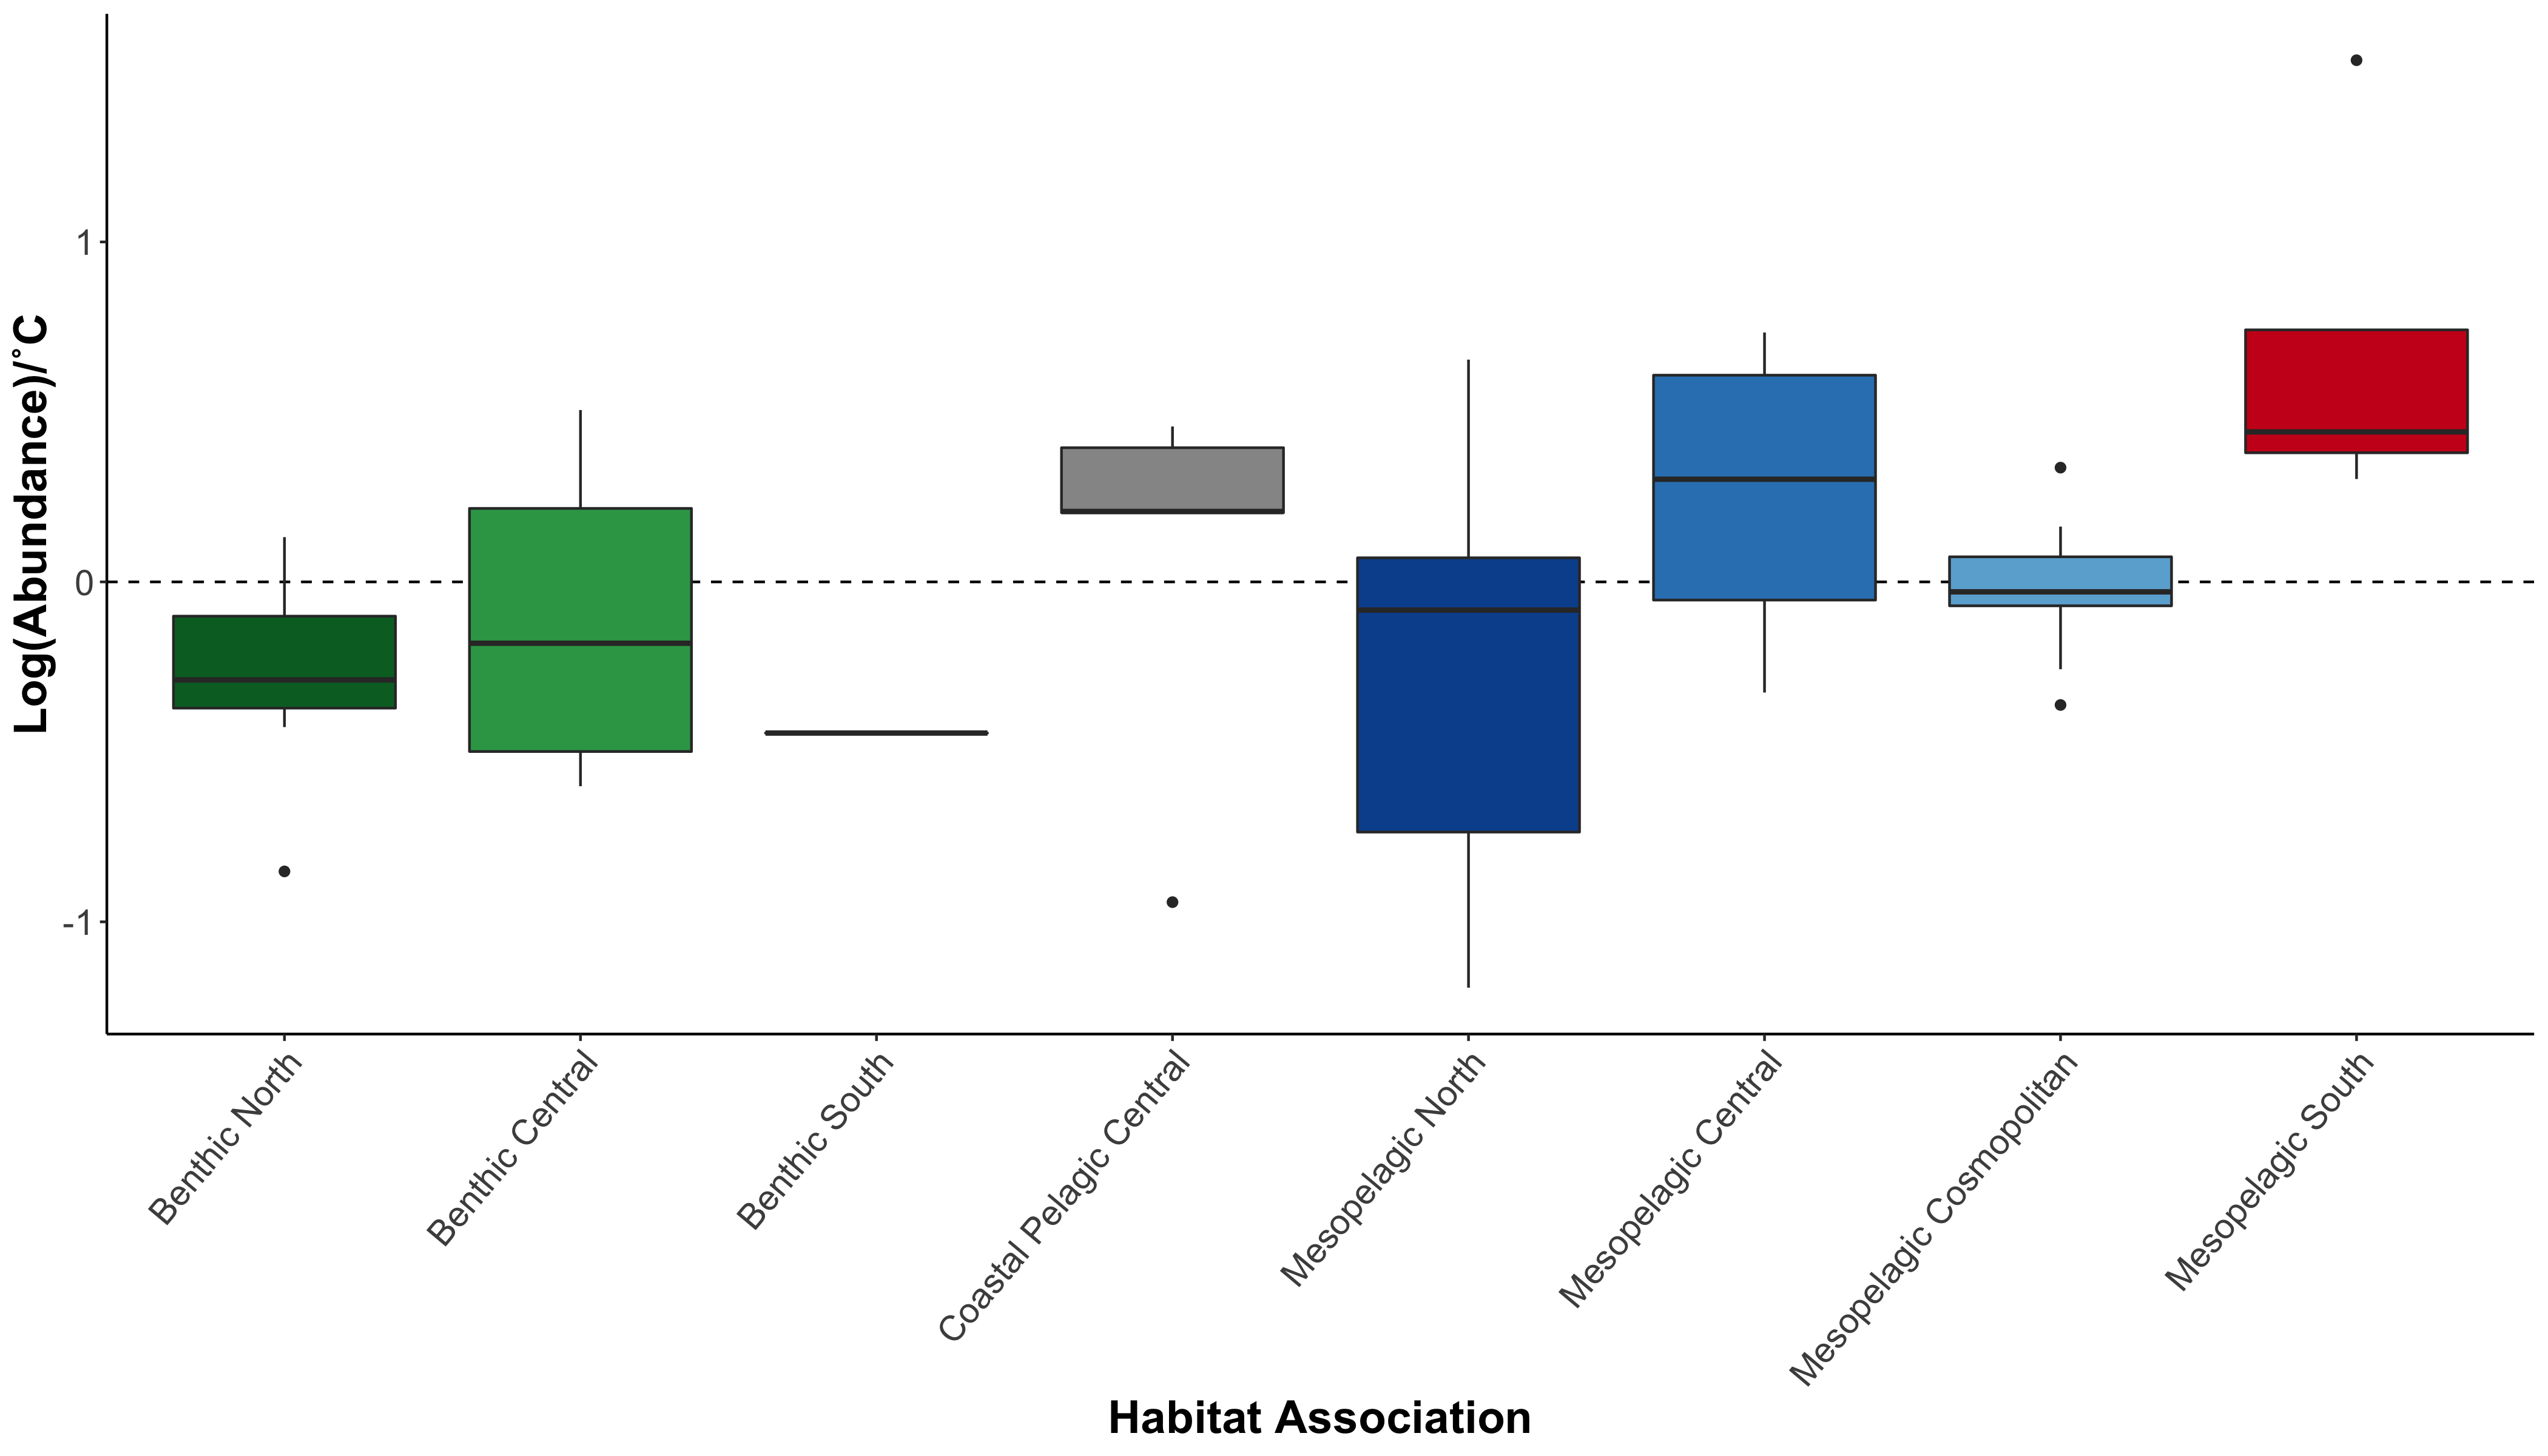 Log(Abundance)/˚C
1
0
-1
Benthic North
Benthic Central
Benthic South
Coastal Pelagic Central
Mesopelagic North
Mesopelagic Central
Mesopelagic Cosmopolitan
Mesopelagic South
Habitat Association